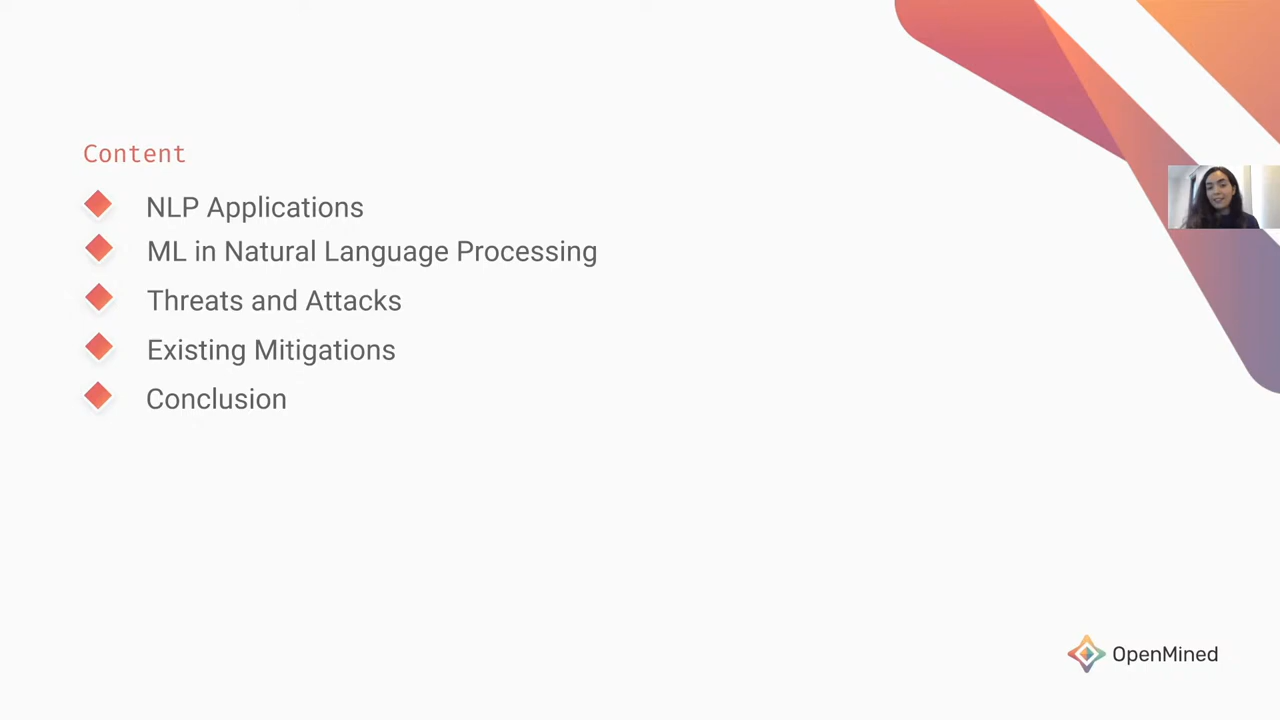 Content
NLP Applications
ML in Natural Language Processing
Threats and Attacks
Existing Mitigations
Conclusion
OpenMined